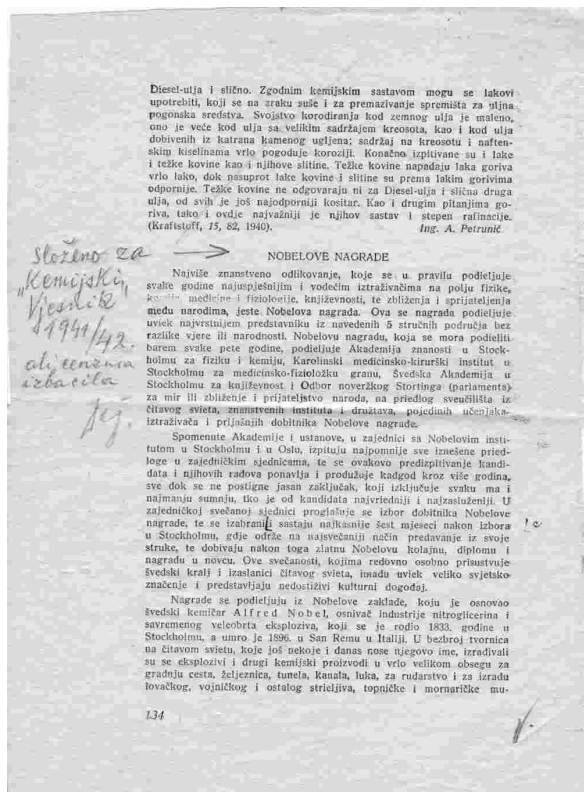 Diesel-ulja i slično. Zgodnim kemijskim sastavom mogu se lakovi
upotrebiti, koji se na zraku suše i za premazivanje spremišta za uljna
pogonska sredstva. Svojstvo korodiranja kod zemnog ulja je maleno,
ono je veće kod ulja sa velikim sadržajem kreosota, kao i kod ulja
dobivenih iz katrana kamenog ugljena; sadržaj na kreosotu i naften-
skim kiselinama vrlo pogoduje koroziji. Konačno izpitivane su i lake
i težke kovine kao i njihove slitine. Težke kovine napadaju laka goriva
vrlo lako, dok nasuprot lake kovine i slitine su prema lakim gorivima
odpornije. Težke kovine ne odgovaraju ni za Diesel-ulja i slična druga
ulja, od svih je još najodporniji kositar. Kao i drugim pitanjima go-
riva, tako i ovdje najvažniji je njihov sastav i stepen rafinacije.
(Kraftstoff, 15, 82, 1940). Ing. A. Petrunić
složeno za
„Kemijski
Vjesnik
1941/42.
ali cenzura
izbacila
NOBELOVE NAGRADE
Najviše znanstveno odlikovanje, koje se u pravilu podieljuje
svake godine najuspješnijim i vodećim iztraživačima na polju fizike,
kemije medicine i fiziologije, književnosti, te zbliženja i sprijateljenja
među narodima, jeste Nobelova nagrada. Ova se nagrada podieljuje
uviek najvrsnijem predstavniku iz navedenih 5 stručnih područja bez
razlike vjere ili narodnosti. Nobelovu nagradu, koja se mora podieliti
barem svake pete godine, podieljuje Akademija znanosti u Stock-
holmu za fiziku i kemiju, Karolinski medicinsko-kirurški institut u
Stockholmu za medicinsko-fiziološku granu, Švedska Akademija u
Stockholmu za književnost i Odbor noveržkog Stortinga (parlamenta)
za mir ili zbliženje i prijateljstvo naroda, na priedlog sveučilišta iz
čitavog svieta, znanstvenih instituta i družtava, pojedinih učenjaka-
iztraživača i prijašnjih dobitnika Nobelove nagrade.
Spomenute Akademije i ustanove, u zajednici sa Nobelovim insti-
tutom u Stockholmu i u Oslu, izpituju najpomnije sve iznešene pried-
loge u zajedničkim sjednicama, te se ovakovo predizpitivanje kandi-
data i njihovih radova ponavlja i produžuje kadgod kroz više godina,
sve dok se ne postigne jasan zaključak, koji izključuje svaku ma i
najmanju sumnju, tko je od kandidata najvriedniji i najzaslužniji. U
zajedničkoj svečanoj sjednici proglašuje se izbor dobitnika Nobelove
nagrade, te se izabranili sastaju najkasnije šest mjeseci nakon izbora
u Stockholmu, gdje održe na najsvečaniji način predavanje iz svoje
struke, te dobivaju nakon toga zlatnu Nobelovu kolajnu, diplomu i
nagradu u novcu. Ove svečanosti, kojima redovno osobno prisustvuje
švedski kralj i izaslanici čitavog svieta, imadu uviek veliko svjetsko
značenje i predstavljaju nedostiživi kulturni događaj.
Nagrade se podieljuju iz Nobelove zaklade, koju je osnovao
švedski kemičar Alfred Nobel, osnivač industrije nitroglicerina i
savremenog veleobrta eksploziva, koji se je rodio 1833. godine u
Stockholmu, a umro je 1896. u San Remu u Italiji. U bezbroj tvornica
na čitavom svietu, koje još nekoje i danas nose njegovo ime, izrađivali
su se eksplozivi i drugi kemijski proizvodi u vrlo velikom obsegu za
gradnju cesta, željeznica, tunela, kanala, luka, za rudarstvo i za izradu
lovačkog, vojničkog i ostalog strieljiva, topničke i mornaričke mu-
134